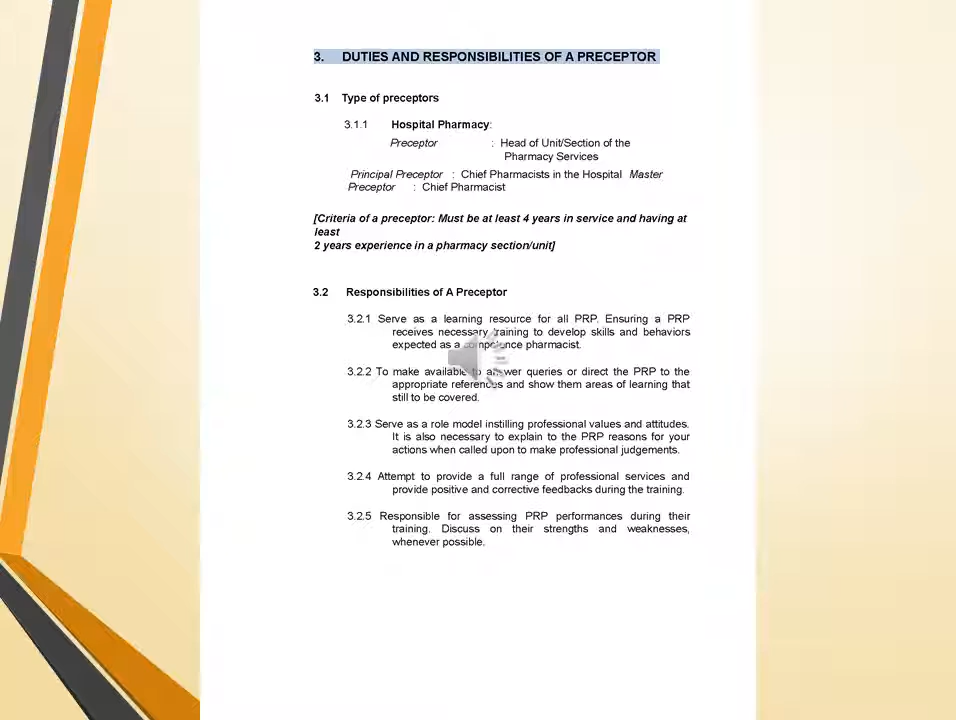 3. DUTIES AND RESPONSIBILITIES OF A PRECEPTOR
3.1 Type of preceptors
3.1.1 Hospital Pharmacy:
Preceptor : Head of Unit/Section of the
Pharmacy Services
Principal Preceptor : Chief Pharmacists in the Hospital Master
Preceptor : Chief Pharmacist
[Criteria of a preceptor: Must be at least 4 years in service and having at
least
2 years experience in a pharmacy section/unit]
3.2 Responsibilities of A Preceptor
3.2.1 Serve as a learning resource for all PRP. Ensuring a PRP
receives necessary training to develop skills and behaviors
expected as a competence pharmacist.
3.2.2 To make available to answer queries or direct the PRP to the
appropriate references and show them areas of learning that
still to be covered.
3.2.3 Serve as a role model instilling professional values and attitudes.
It is also necessary to explain to the PRP reasons for your
actions when called upon to make professional judgements.
3.2.4 Attempt to provide a full range of professional services and
provide positive and corrective feedbacks during the training.
3.2.5 Responsible for assessing PRP performances during their
training. Discuss on their strengths and weaknesses,
whenever possible.